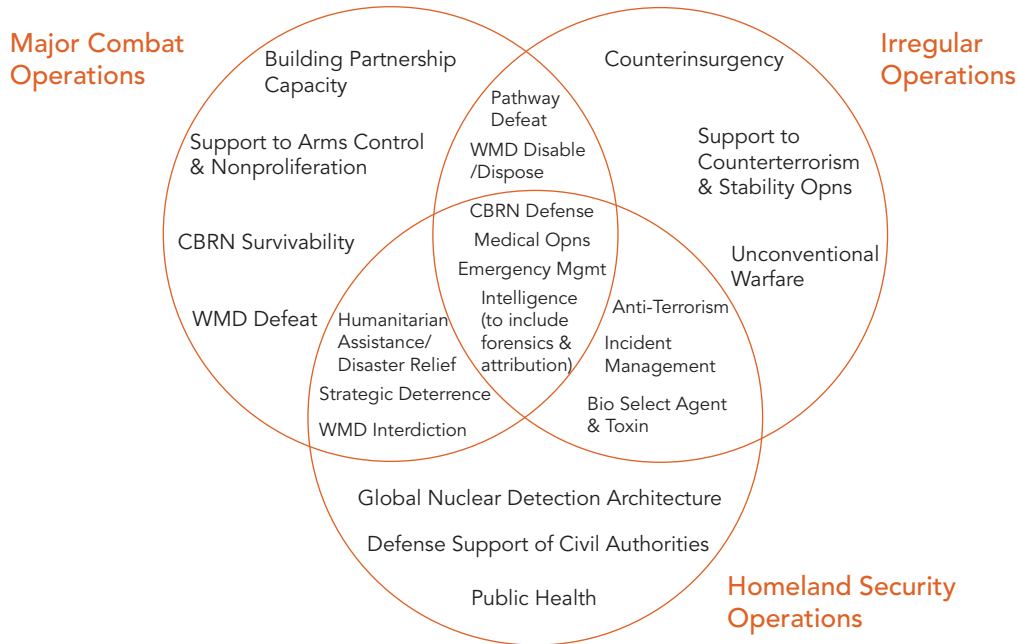 Major Combat
Operations
Irregular
Operations
Building Partnership
Capacity
Support to Arms Control
& Nonproliferation
CBRN Survivability
WMD Defeat
Pathway
Defeat
WMD Disable
/Dispose
Counterinsurgency
Support to
Counterterrorism
& Stability Opns
Unconventional
Warfare
CBRN Defense
Medical Opns
Emergency Mgmt
Intelligence
(to include
forensics &
attribution)
Humanitarian
Assistance/
Disaster Relief
Strategic Deterrence
WMD Interdiction
Anti-Terrorism
Incident
Management
Bio Select Agent
& Toxin
Global Nuclear Detection Architecture
Defense Support of Civil Authorities
Public Health
Homeland Security
Operations